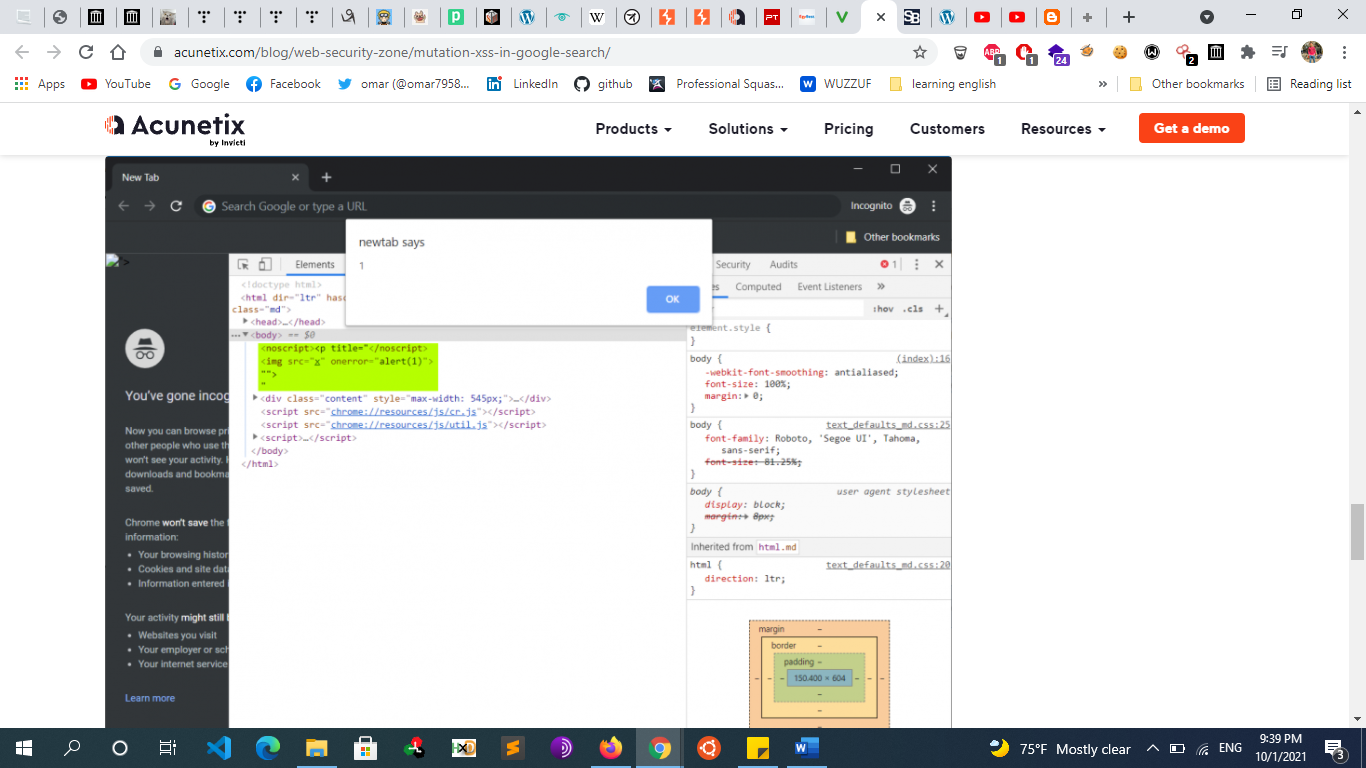 acunetix.com/blog/web-security-zone/mutation-xss-in-google-search/
ABP 1 1 24 2
Apps YouTube Google Facebook omar (@omar7958... LinkedIn github Professional Squas... WUZZUF learning english » Other bookmarks Reading list
Acunetix
by Invicti
Products Solutions Pricing Customers Resources Get a demo
New Tab
Search Google or type a URL
Incognito
Other bookmarks
newtab says
1
OK
Elements
Security Audits 1
es Computed Event Listeners »
:hov .cls +
<!doctype html>
<html dir="ltr" hasc
class="md">
<head>…</head>
<body> == $0
<noscript><p title="</noscript>
<img src="x" onerror="alert(1)">
"">
"
<div class="content" style="max-width: 545px;">…</div>
<script src="chrome://resources/js/cr.js"></script>
<script src="chrome://resources/js/util.js"></script>
<script>…</script>
</body>
</html>
You've gone incog
Now you can browse pri
other people who use th
won't see your activity. H
downloads and bookma
saved.
Chrome won't save the f
information:
• Your browsing histor
• Cookies and site data
• Information entered i
Your activity might still b
• Websites you visit
• Your employer or sch
• Your internet service
Learn more
element.style {
}
body { (index):16
-webkit-font-smoothing: antialiased;
font-size: 100%;
margin: 0;
}
body { text_defaults_md.css:25
font-family: Roboto, 'Segoe UI', Tahoma,
sans-serif;
font-size: 81.25%;
}
body { user agent stylesheet
display: block;
margin: 8px;
}
Inherited from html.md
html { text_defaults_md.css:20
direction: ltr;
}
margin –
border –
padding –
– – – 150.400 × 604 – – –
–
–
–
75°F Mostly clear ENG
9:39 PM
10/1/2021
3